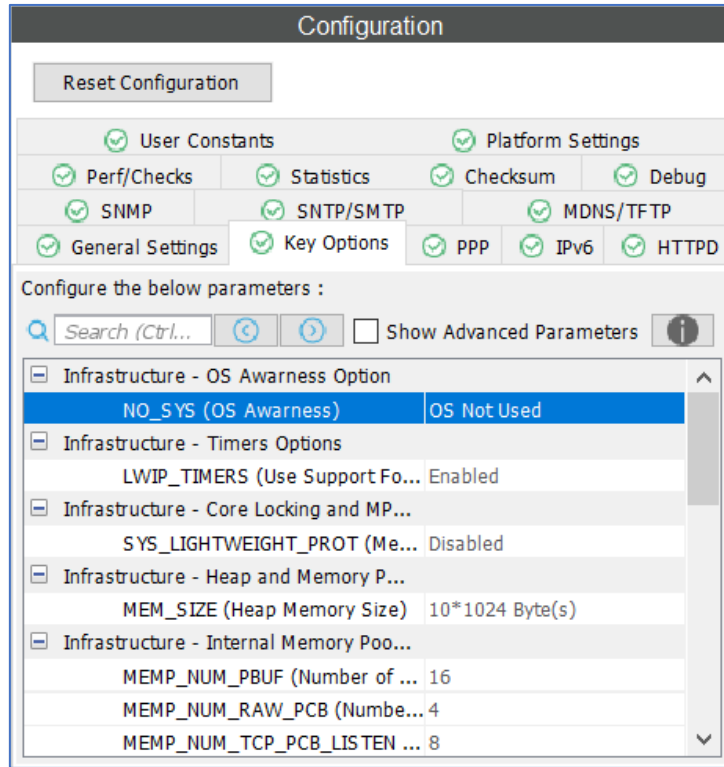 Configuration
Reset Configuration
User Constants Platform Settings
Perf/Checks Statistics Checksum Debug
SNMP SNTP/SMTP MDNS/TFTP
General Settings Key Options PPP IPv6 HTTPD
Configure the below parameters :
Search (Ctrl... Show Advanced Parameters
Infrastructure - OS Awarness Option
NO_SYS (OS Awarness) OS Not Used
Infrastructure - Timers Options
LWIP_TIMERS (Use Support Fo... Enabled
Infrastructure - Core Locking and MP...
SYS_LIGHTWEIGHT_PROT (Me... Disabled
Infrastructure - Heap and Memory P...
MEM_SIZE (Heap Memory Size) 10*1024 Byte(s)
Infrastructure - Internal Memory Poo...
MEMP_NUM_PBUF (Number of ... 16
MEMP_NUM_RAW_PCB (Numbe... 4
MEMP_NUM_TCP_PCB_LISTEN ... 8